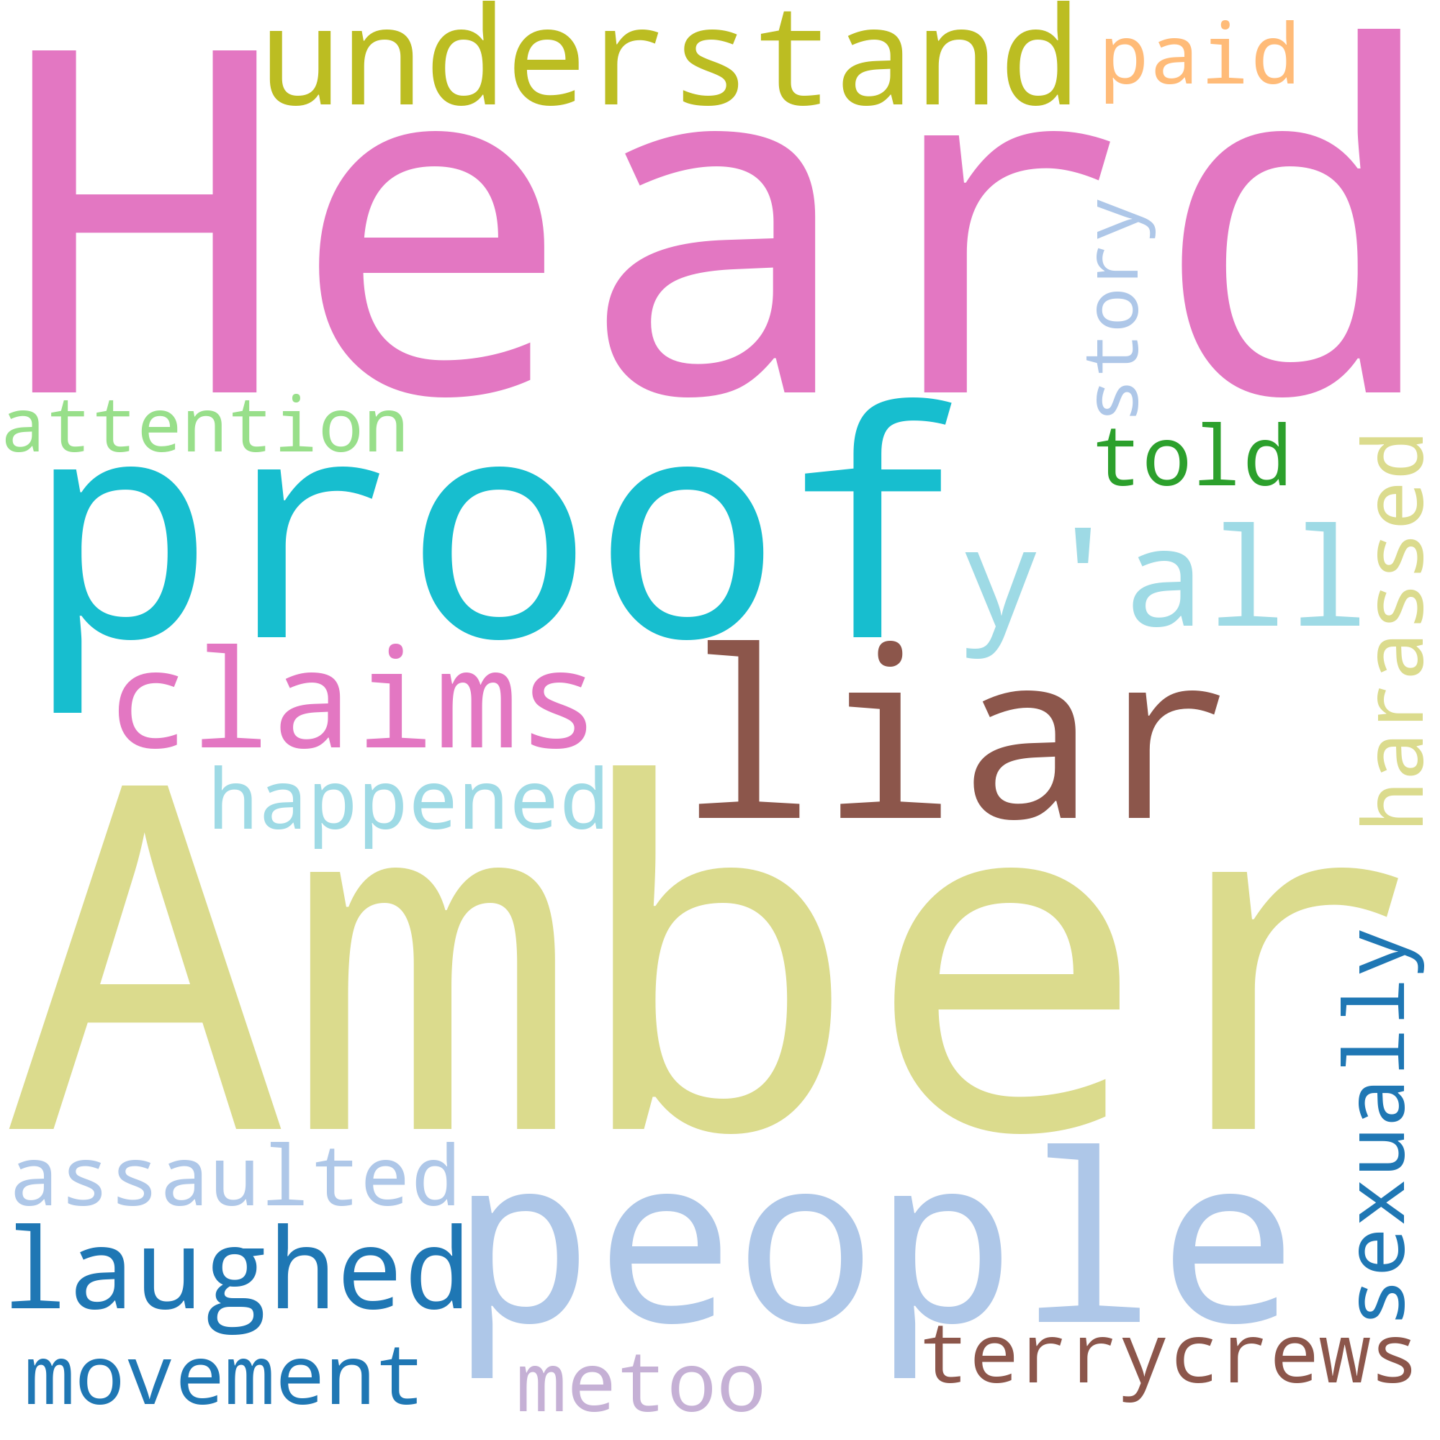 understand
paid
Heard
story
attention
told
proof
harassed
y'all
claims
liar
happened
Amber
sexually
assaulted
people
laughed
terrycrews
movement
metoo